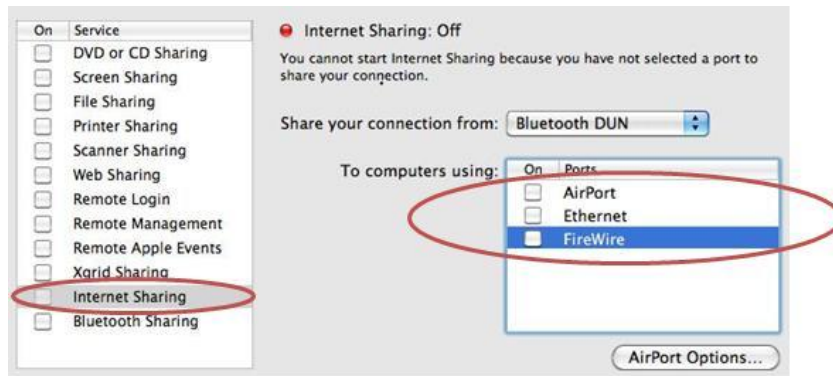 On Service
DVD or CD Sharing
Screen Sharing
File Sharing
Printer Sharing
Scanner Sharing
Web Sharing
Remote Login
Remote Management
Remote Apple Events
Xgrid Sharing
Internet Sharing
Bluetooth Sharing
Internet Sharing: Off
You cannot start Internet Sharing because you have not selected a port to
share your connection.
Share your connection from: Bluetooth DUN
To computers using: On Ports
AirPort
Ethernet
FireWire
AirPort Options...